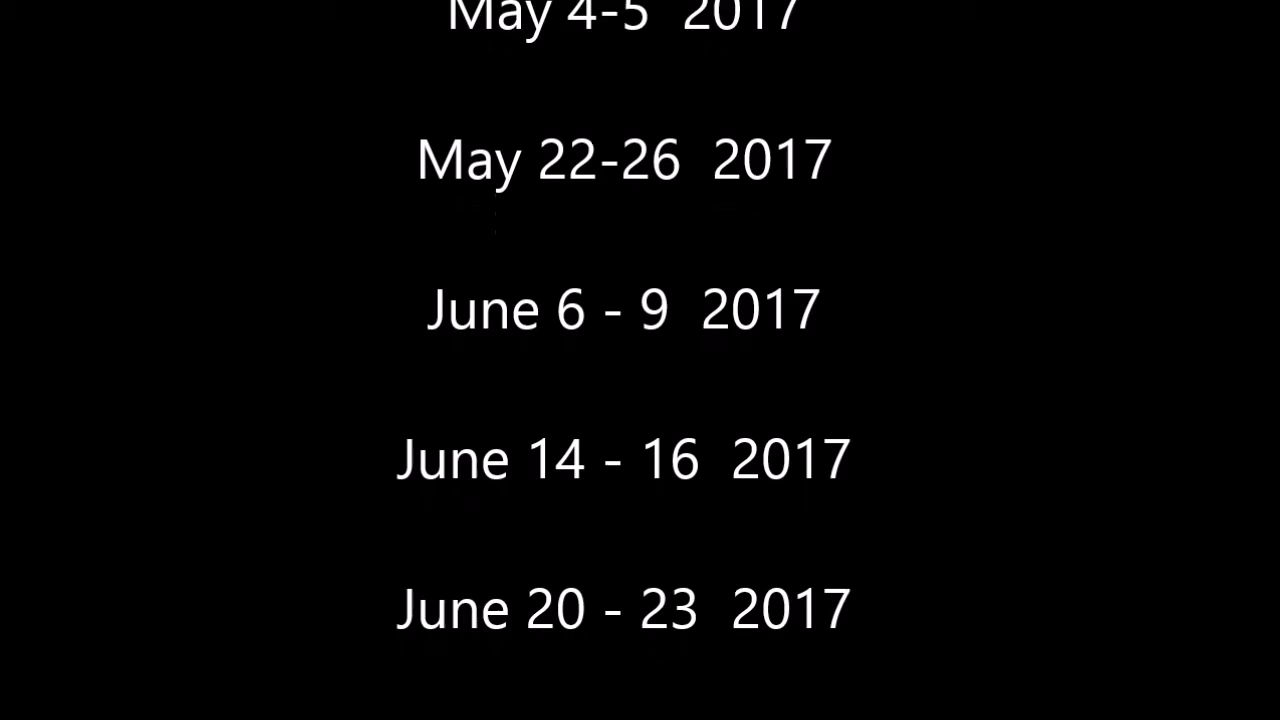 May 4-5  2017
May 22-26  2017
June 6 - 9  2017
June 14 - 16  2017
June 20 - 23  2017